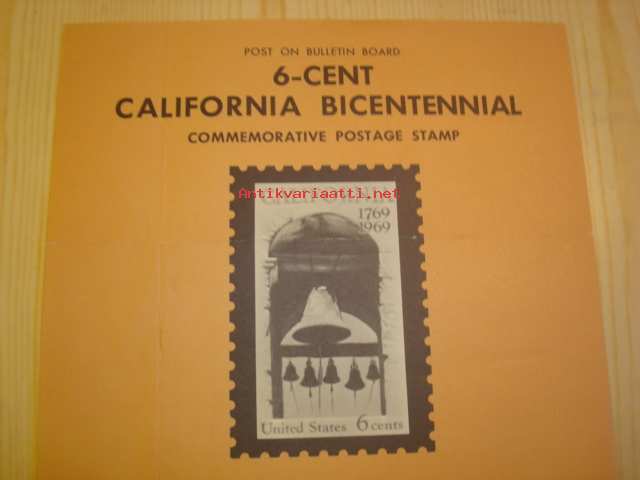 POST ON BULLETIN BOARD
6-CENT
CALIFORNIA BICENTENNIAL
COMMEMORATIVE POSTAGE STAMP
Antikvariaatti.net
CALIFORNIA
1769
1969
United States 6 cents